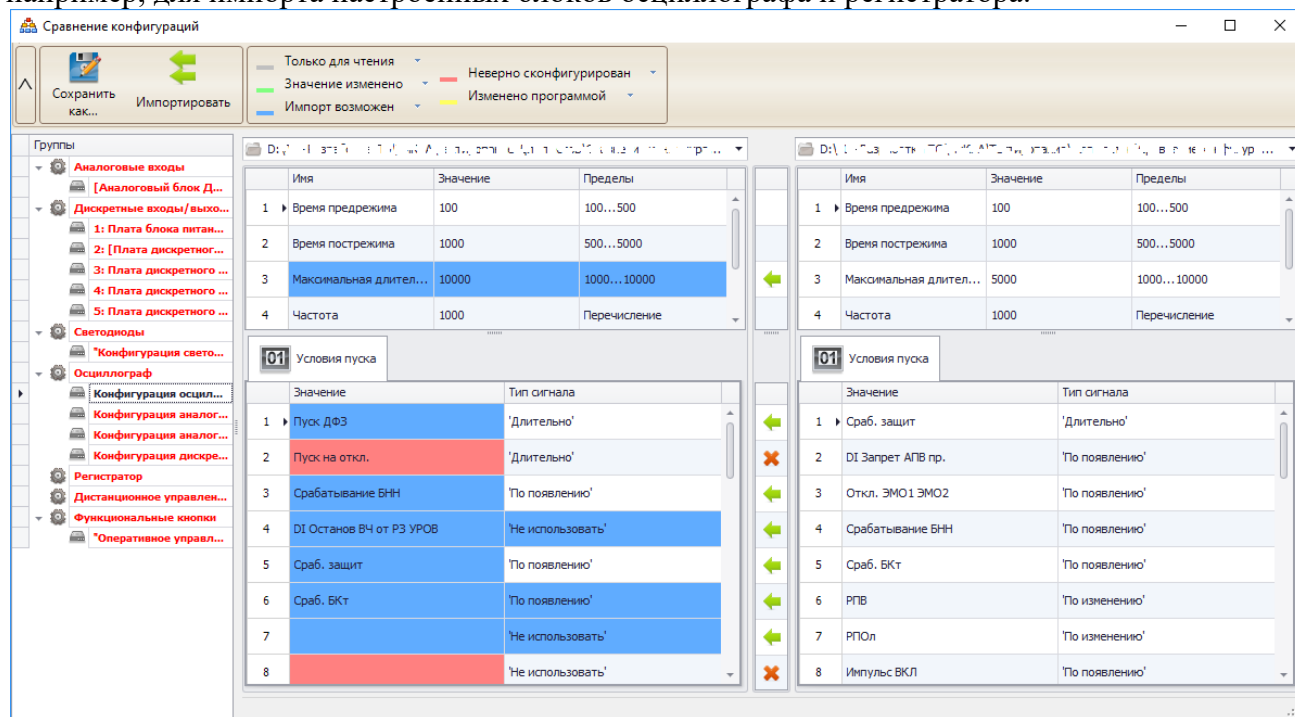 например, для импорта настроенных блоков осциллографа и регистратора.
Сравнение конфигураций
Сохранить как...
Импортировать
Только для чтения
Значение изменено
Импорт возможен
Неверно сконфигурирован
Изменено программой
Группы
Аналоговые входы
[Аналоговый блок Д...
Дискретные входы/выхо...
1: Плата блока питан...
2: [Плата дискретног...
3: Плата дискретного ...
4: Плата дискретного ...
5: Плата дискретного ...
Светодиоды
"Конфигурация свето...
Осциллограф
Конфигурация осцил...
Конфигурация аналог...
Конфигурация аналог...
Конфигурация дискре...
Регистратор
Дистанционное управлен...
Функциональные кнопки
"Оперативное управл...
D:\
Имя Значение Пределы
1 Время предрежима 100 100...500
2 Время пострежима 1000 500...5000
3 Максимальная длител... 10000 1000...10000
4 Частота 1000 Перечисление
01 Условия пуска
Значение Тип сигнала
1 Пуск ДФЗ 'Длительно'
2 Пуск на откл. 'Длительно'
3 Срабатывание БНН 'По появлению'
4 DI Останов ВЧ от РЗ УРОВ 'Не использовать'
5 Сраб. защит 'По появлению'
6 Сраб. БКт 'По появлению'
7 'Не использовать'
8 'Не использовать'
D:\
Имя Значение Пределы
1 Время предрежима 100 100...500
2 Время пострежима 1000 500...5000
3 Максимальная длител... 5000 1000...10000
4 Частота 1000 Перечисление
01 Условия пуска
Значение Тип сигнала
1 Сраб. защит 'Длительно'
2 DI Запрет АПВ пр. 'По появлению'
3 Откл. ЭМО1 ЭМО2 'По появлению'
4 Срабатывание БНН 'По появлению'
5 Сраб. БКт 'По появлению'
6 РПВ 'По изменению'
7 РПОл 'По изменению'
8 Импульс ВКЛ 'По появлению'